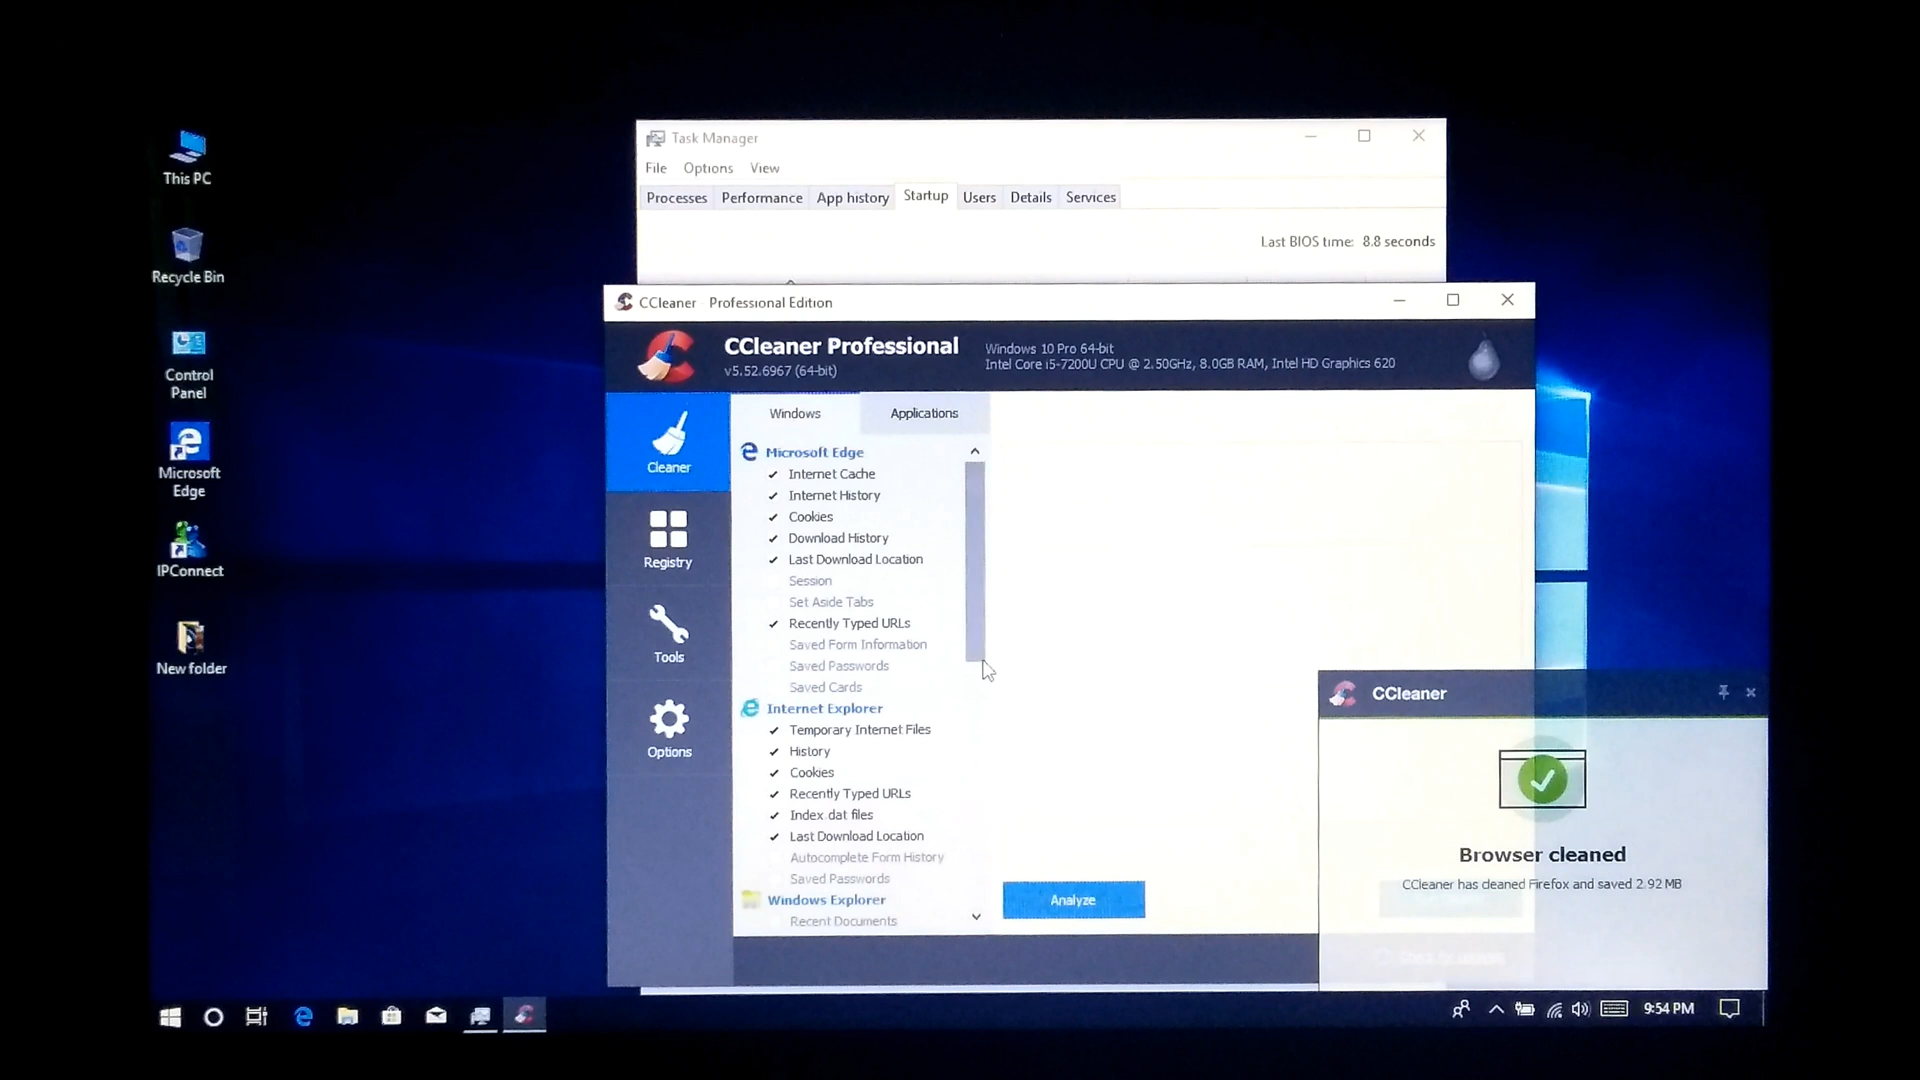 This PC
Recycle Bin
Control
Panel
Microsoft
Edge
IPConnect
New folder
Task Manager
File Options View
Processes Performance App history Startup Users Details Services
Last BIOS time: 8.8 seconds
CCleaner Professional Edition
CCleaner Professional
v5.52.6967 (64-bit)
Windows 10 Pro 64-bit
Intel Core i5-7200U CPU @ 2.50GHz, 8.0GB RAM, Intel HD Graphics 620
Cleaner
Registry
Tools
Options
Windows Applications
Microsoft Edge
Internet Cache
Internet History
Cookies
Download History
Last Download Location
Session
Set Aside Tabs
Recently Typed URLs
Saved Form Information
Saved Passwords
Saved Cards
Internet Explorer
Temporary Internet Files
History
Cookies
Recently Typed URLs
Index.dat files
Last Download Location
Autocomplete Form History
Saved Passwords
Windows Explorer
Recent Documents
Analyze
CCleaner
Browser cleaned
CCleaner has cleaned Firefox and saved 2.92 MB
9:54 PM